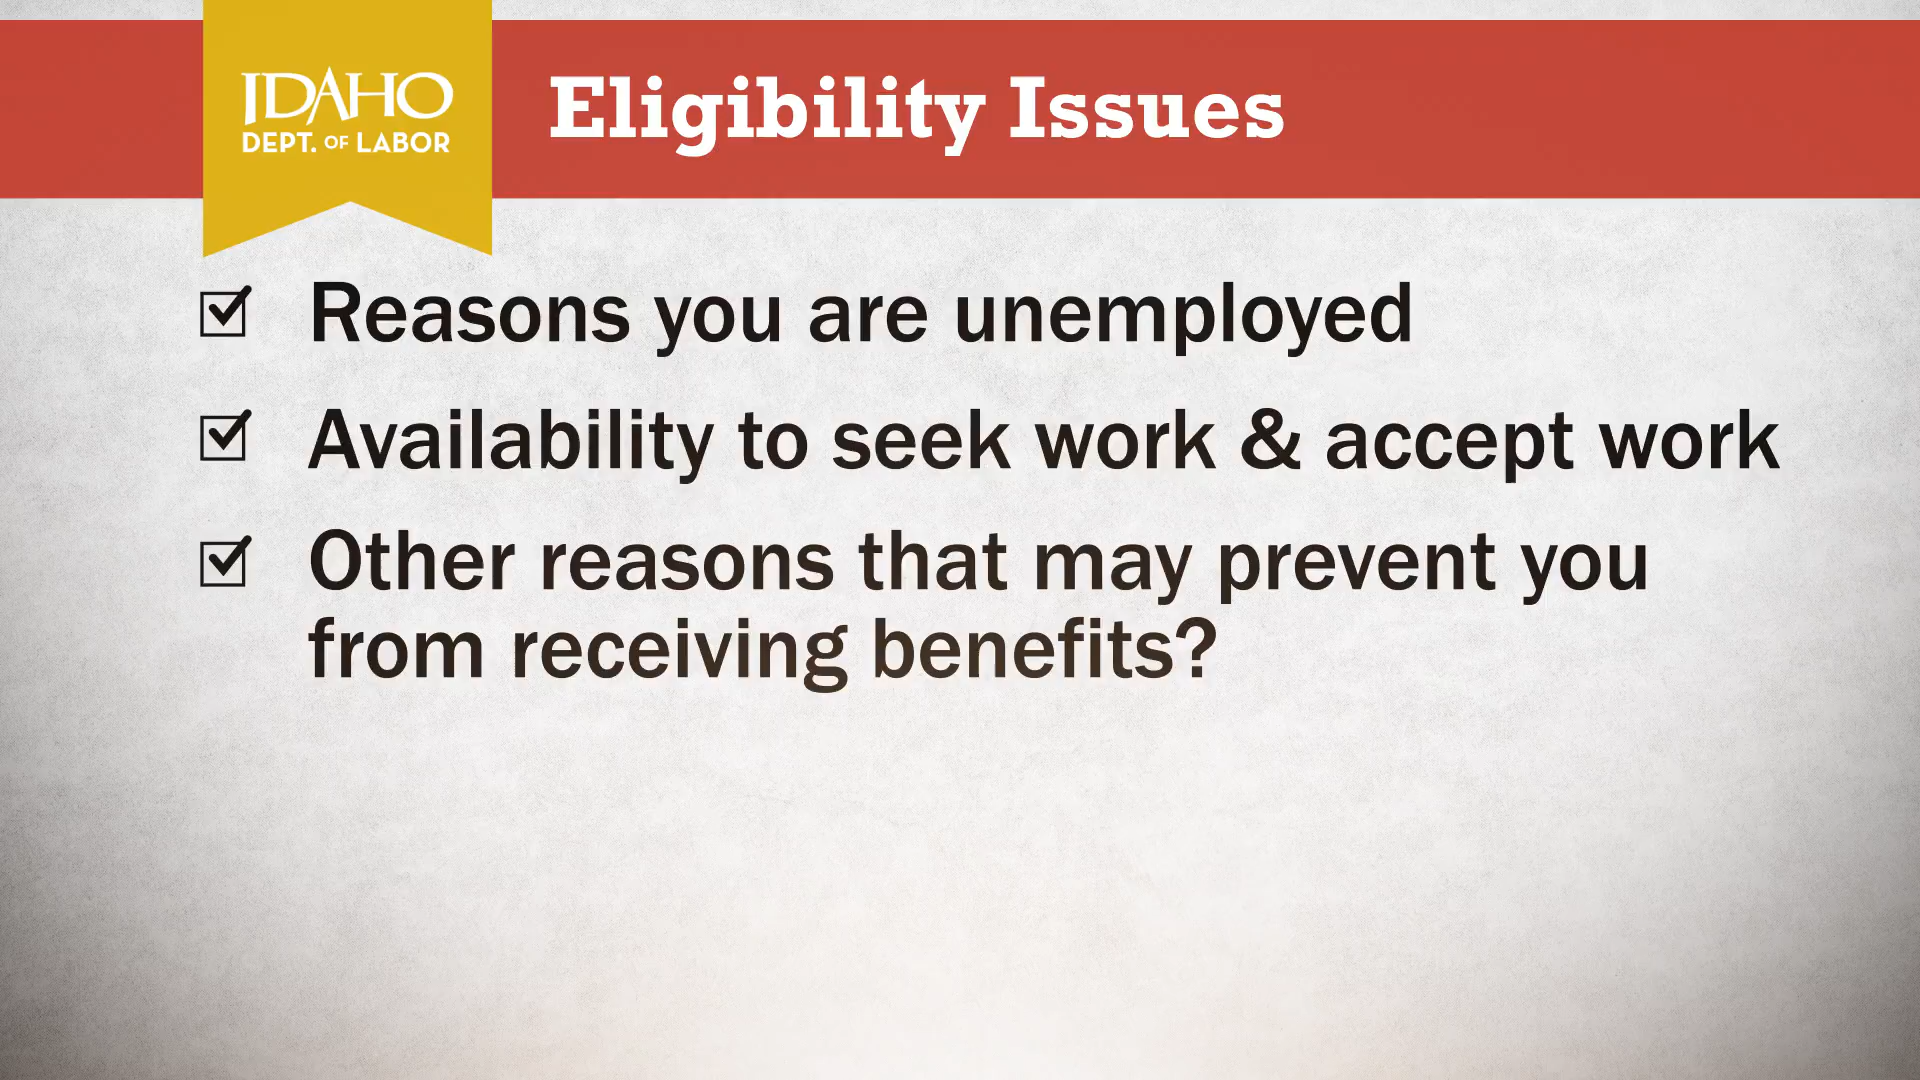 IDAHO
DEPT. OF LABOR
Eligibility Issues
Reasons you are unemployed
Availability to seek work & accept work
Other reasons that may prevent you
from receiving benefits?